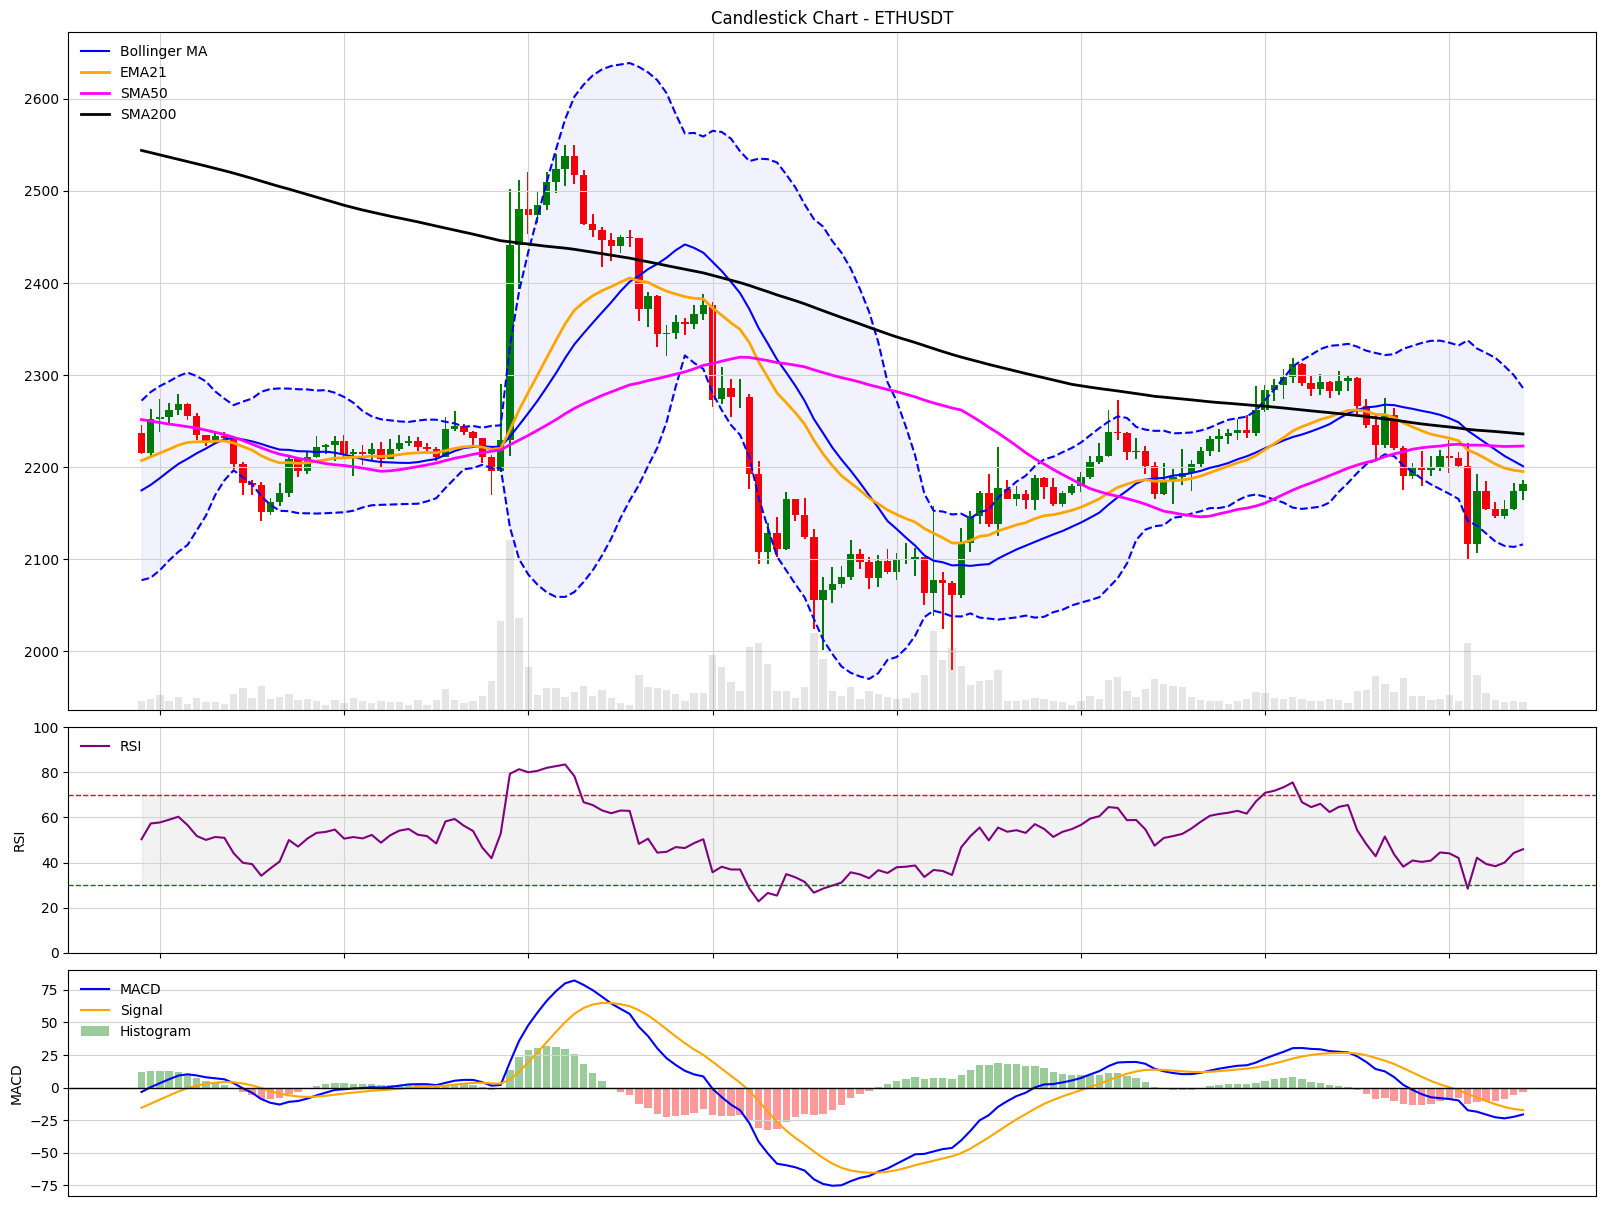 Candlestick Chart - ETHUSDT
Bollinger MA
EMA21
SMA50
SMA200
2600
2500
2400
2300
2200
2100
2000
RSI
100
80
60
40
20
0
RSI
MACD
Signal
Histogram
75
50
25
0
−25
−50
−75
MACD